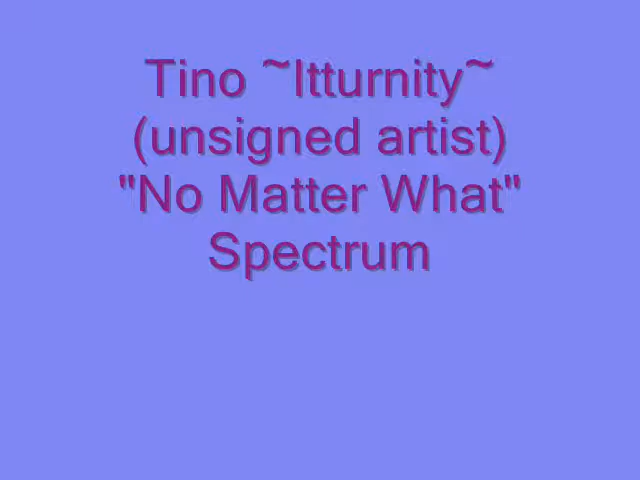 Tino ~Itturnity~
(unsigned artist)
"No Matter What"
Spectrum